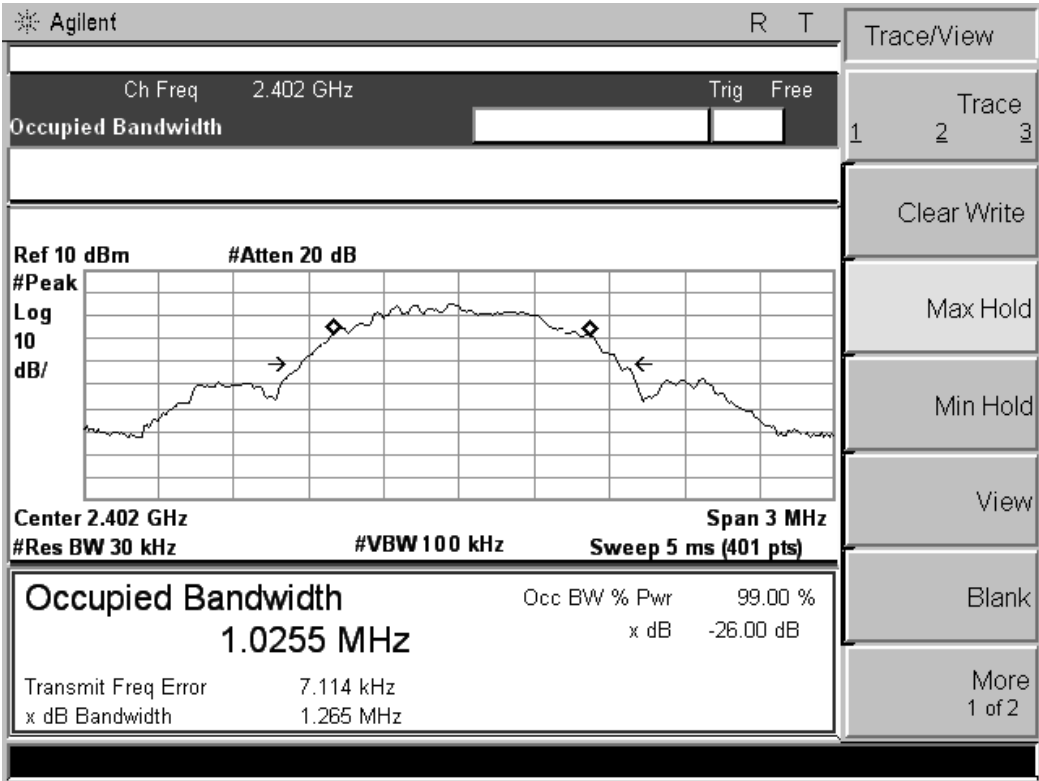 Agilent R T
Trace/View
Ch Freq 2.402 GHz Trig Free
Occupied Bandwidth
Trace
1 2 3
Clear Write
Ref 10 dBm #Atten 20 dB
#Peak
Log
10
dB/
Max Hold
Min Hold
Center 2.402 GHz Span 3 MHz
#Res BW 30 kHz #VBW 100 kHz Sweep 5 ms (401 pts)
View
Occupied Bandwidth Occ BW % Pwr 99.00 %
1.0255 MHz x dB -26.00 dB
Blank
Transmit Freq Error 7.114 kHz
x dB Bandwidth 1.265 MHz
More
1 of 2